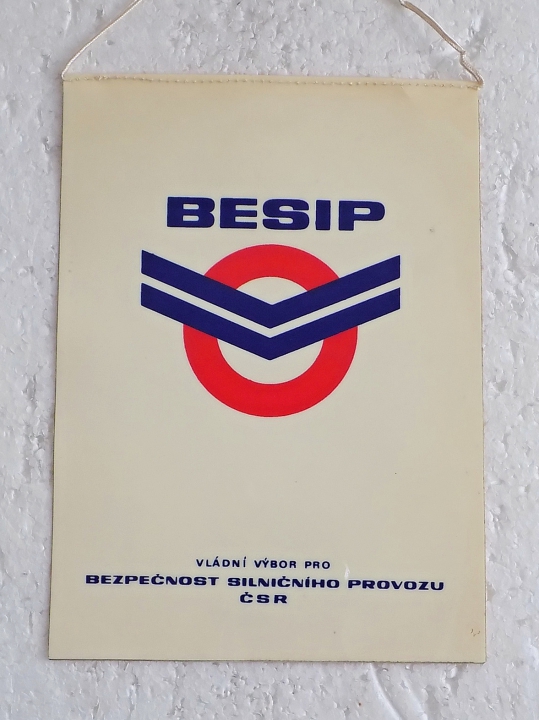 BESIP
VLÁDNÍ VÝBOR PRO
BEZPEČNOST SILNIČNÍHO PROVOZU
ČSR